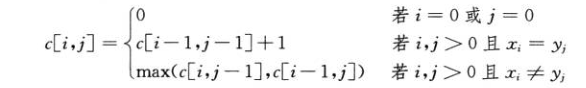 c[i,j] = { 0 若 i=0 或 j=0
c[i-1,j-1]+1 若 i,j>0 且 xᵢ=yⱼ
max(c[i,j-1],c[i-1,j]) 若 i,j>0 且 xᵢ≠yⱼ